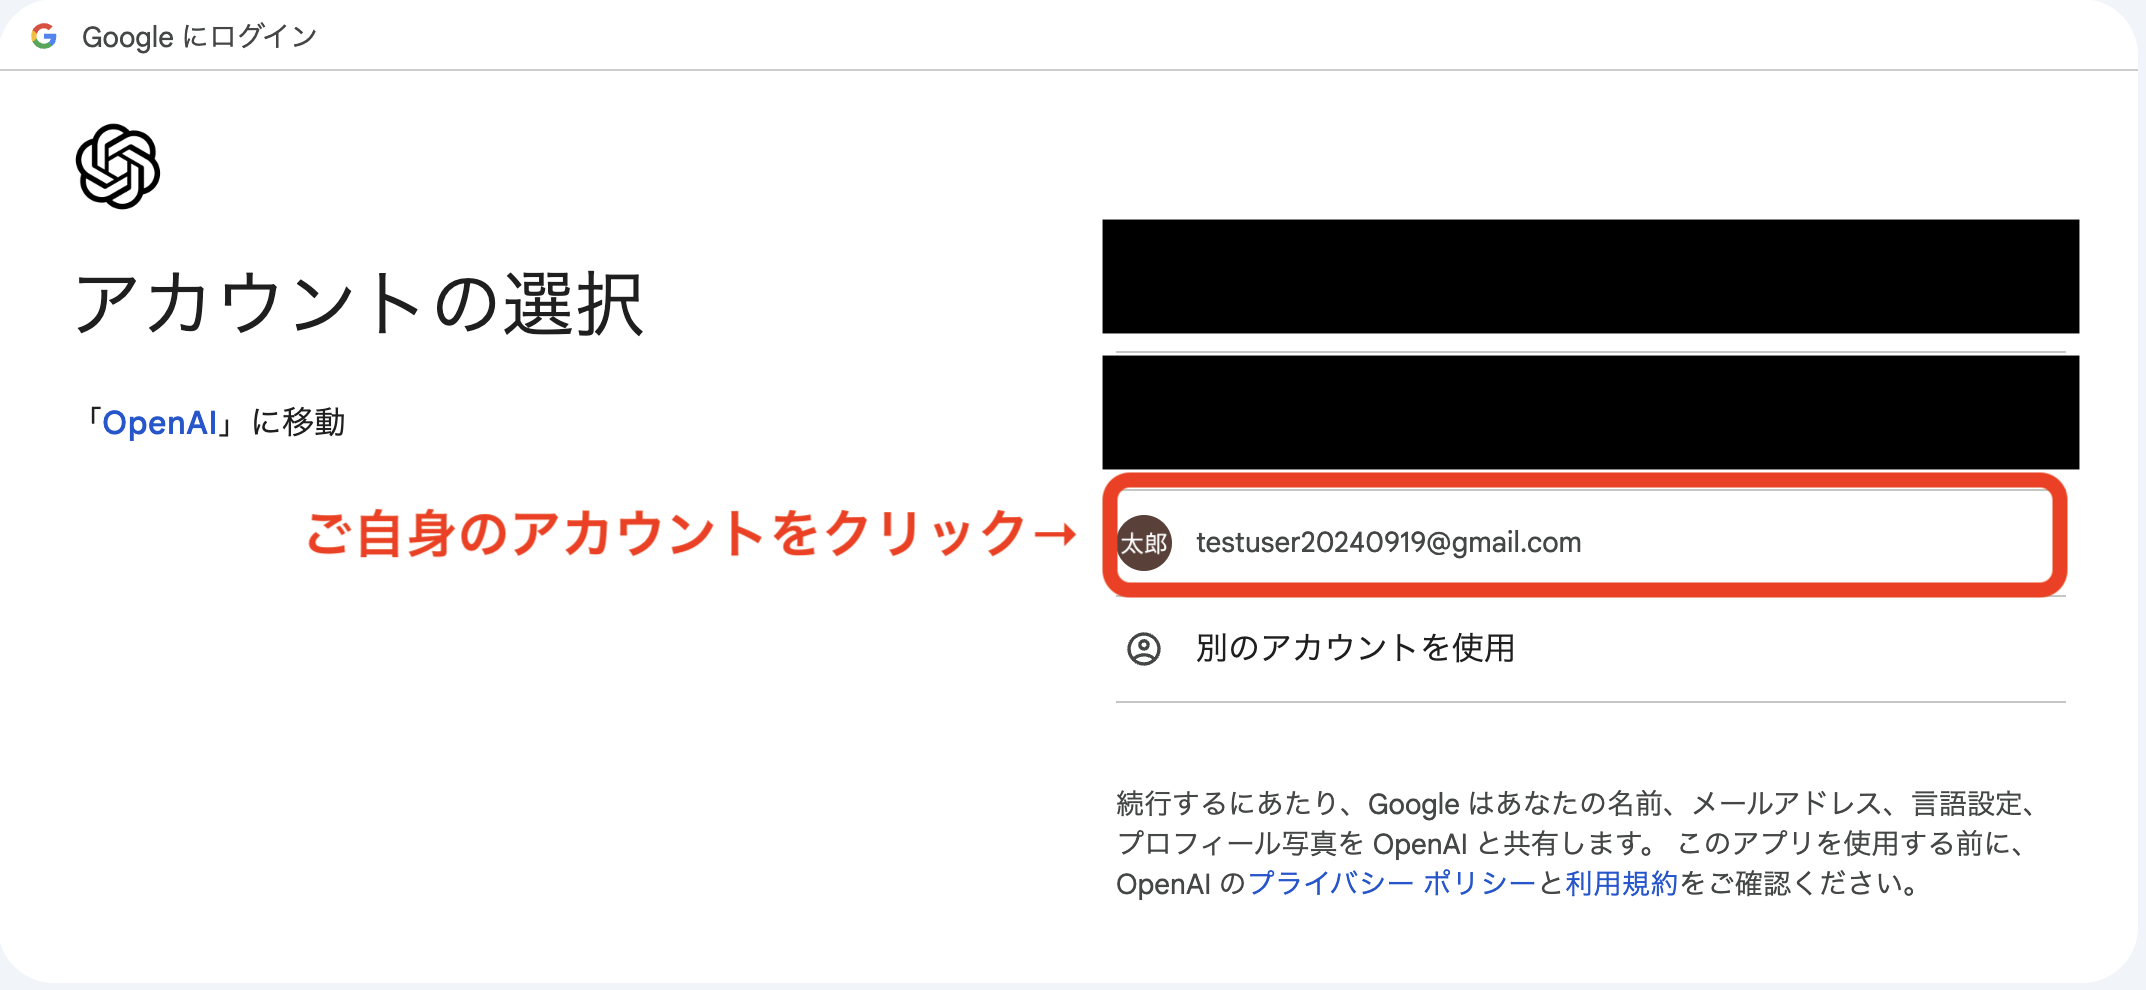 Google にログイン
アカウントの選択
「OpenAI」に移動
ご自身のアカウントをクリック→
太郎 testuser20240919@gmail.com
別のアカウントを使用
続行するにあたり、Google はあなたの名前、メールアドレス、言語設定、
プロフィール写真を OpenAI と共有します。 このアプリを使用する前に、
OpenAI のプライバシー ポリシーと利用規約をご確認ください。